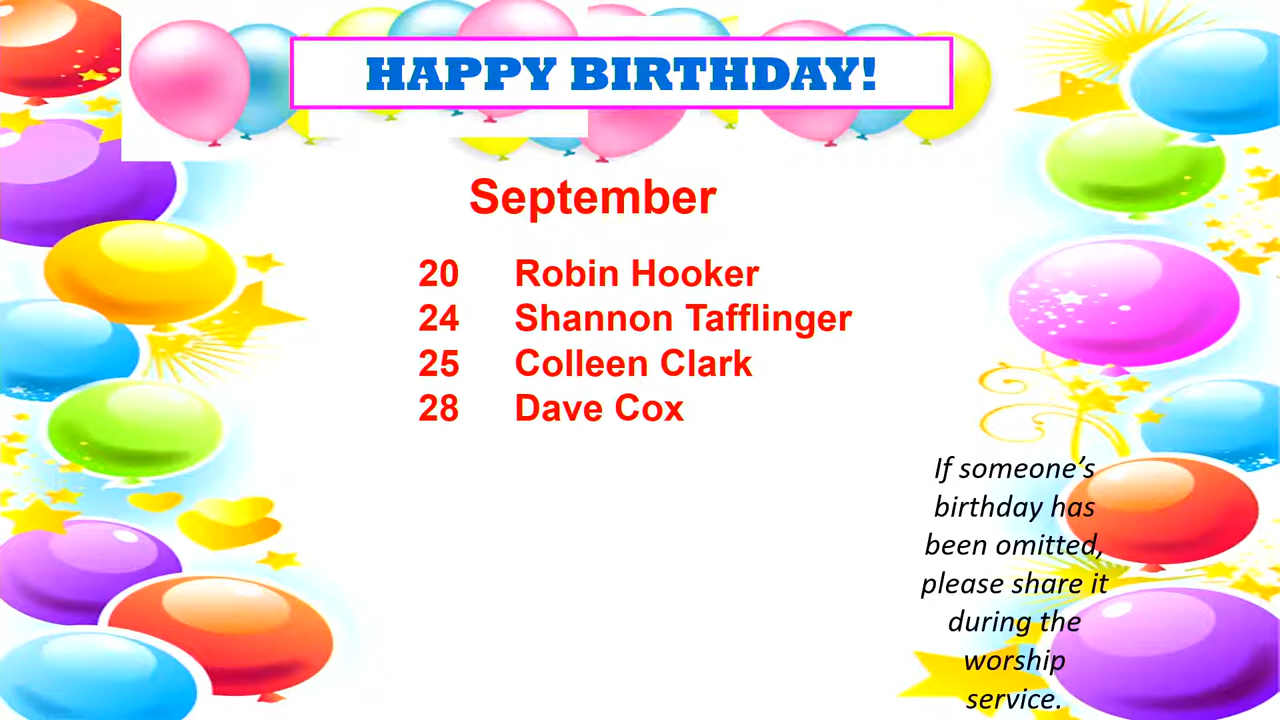 HAPPY BIRTHDAY!
September
20 Robin Hooker
24 Shannon Tafflinger
25 Colleen Clark
28 Dave Cox
If someone’s
birthday has
been omitted,
please share it
during the
worship
service.